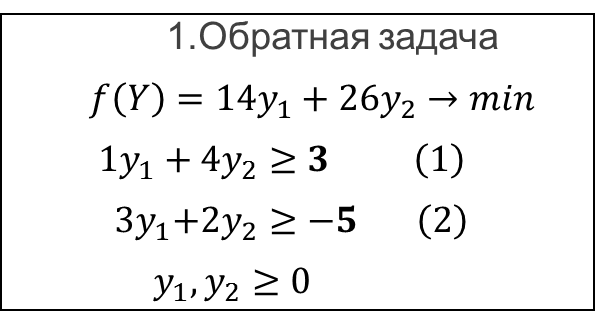 1.Обратная задача
f(Y) = 14y₁ + 26y₂ → min
1y₁ + 4y₂ ≥ 3 (1)
3y₁+2y₂ ≥ −5 (2)
y₁, y₂ ≥ 0